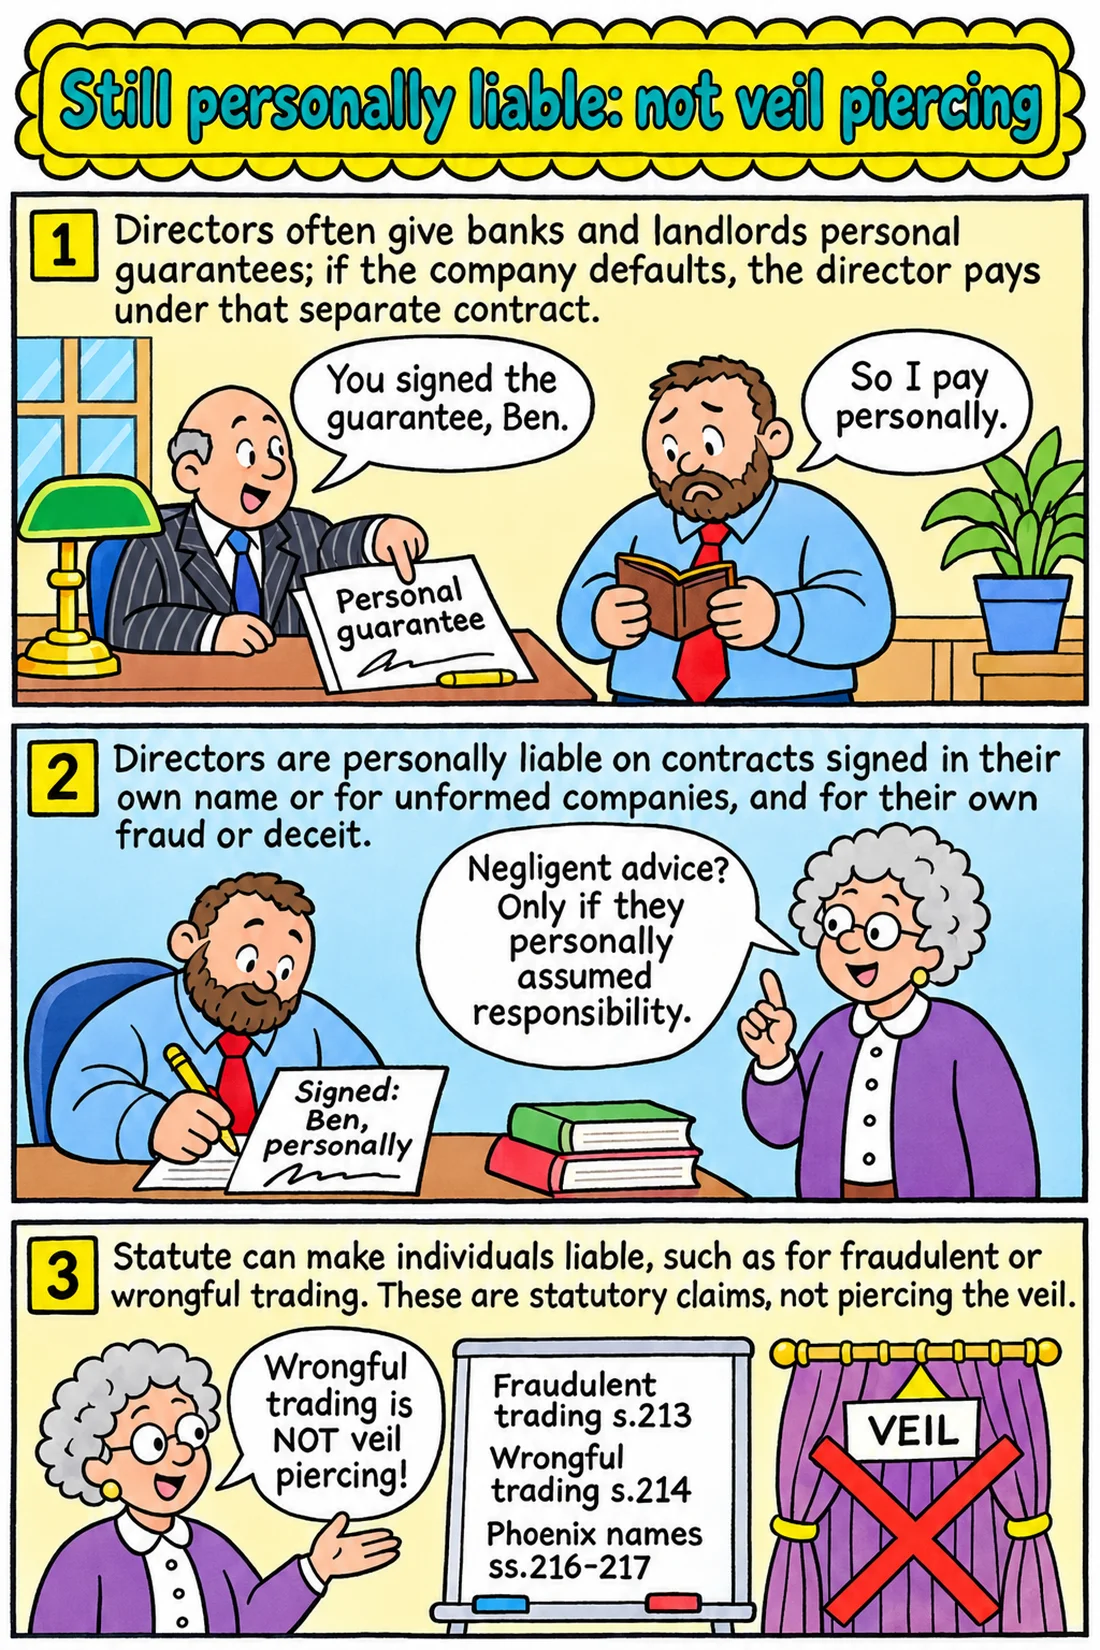 Still personally liable: not veil piercing
1
Directors often give banks and landlords personal
guarantees; if the company defaults, the director pays
under that separate contract.
You signed the
guarantee, Ben.
So I pay
personally.
Personal
guarantee
2
Directors are personally liable on contracts signed in their
own name or for unformed companies, and for their own
fraud or deceit.
Negligent advice?
Only if they
personally
assumed
responsibility.
Signed:
Ben,
personally
3
Statute can make individuals liable, such as for fraudulent or
wrongful trading. These are statutory claims, not piercing the veil.
Wrongful
trading is
NOT veil
piercing!
Fraudulent
trading s.213
Wrongful
trading s.214
Phoenix names
ss.216-217
VEIL